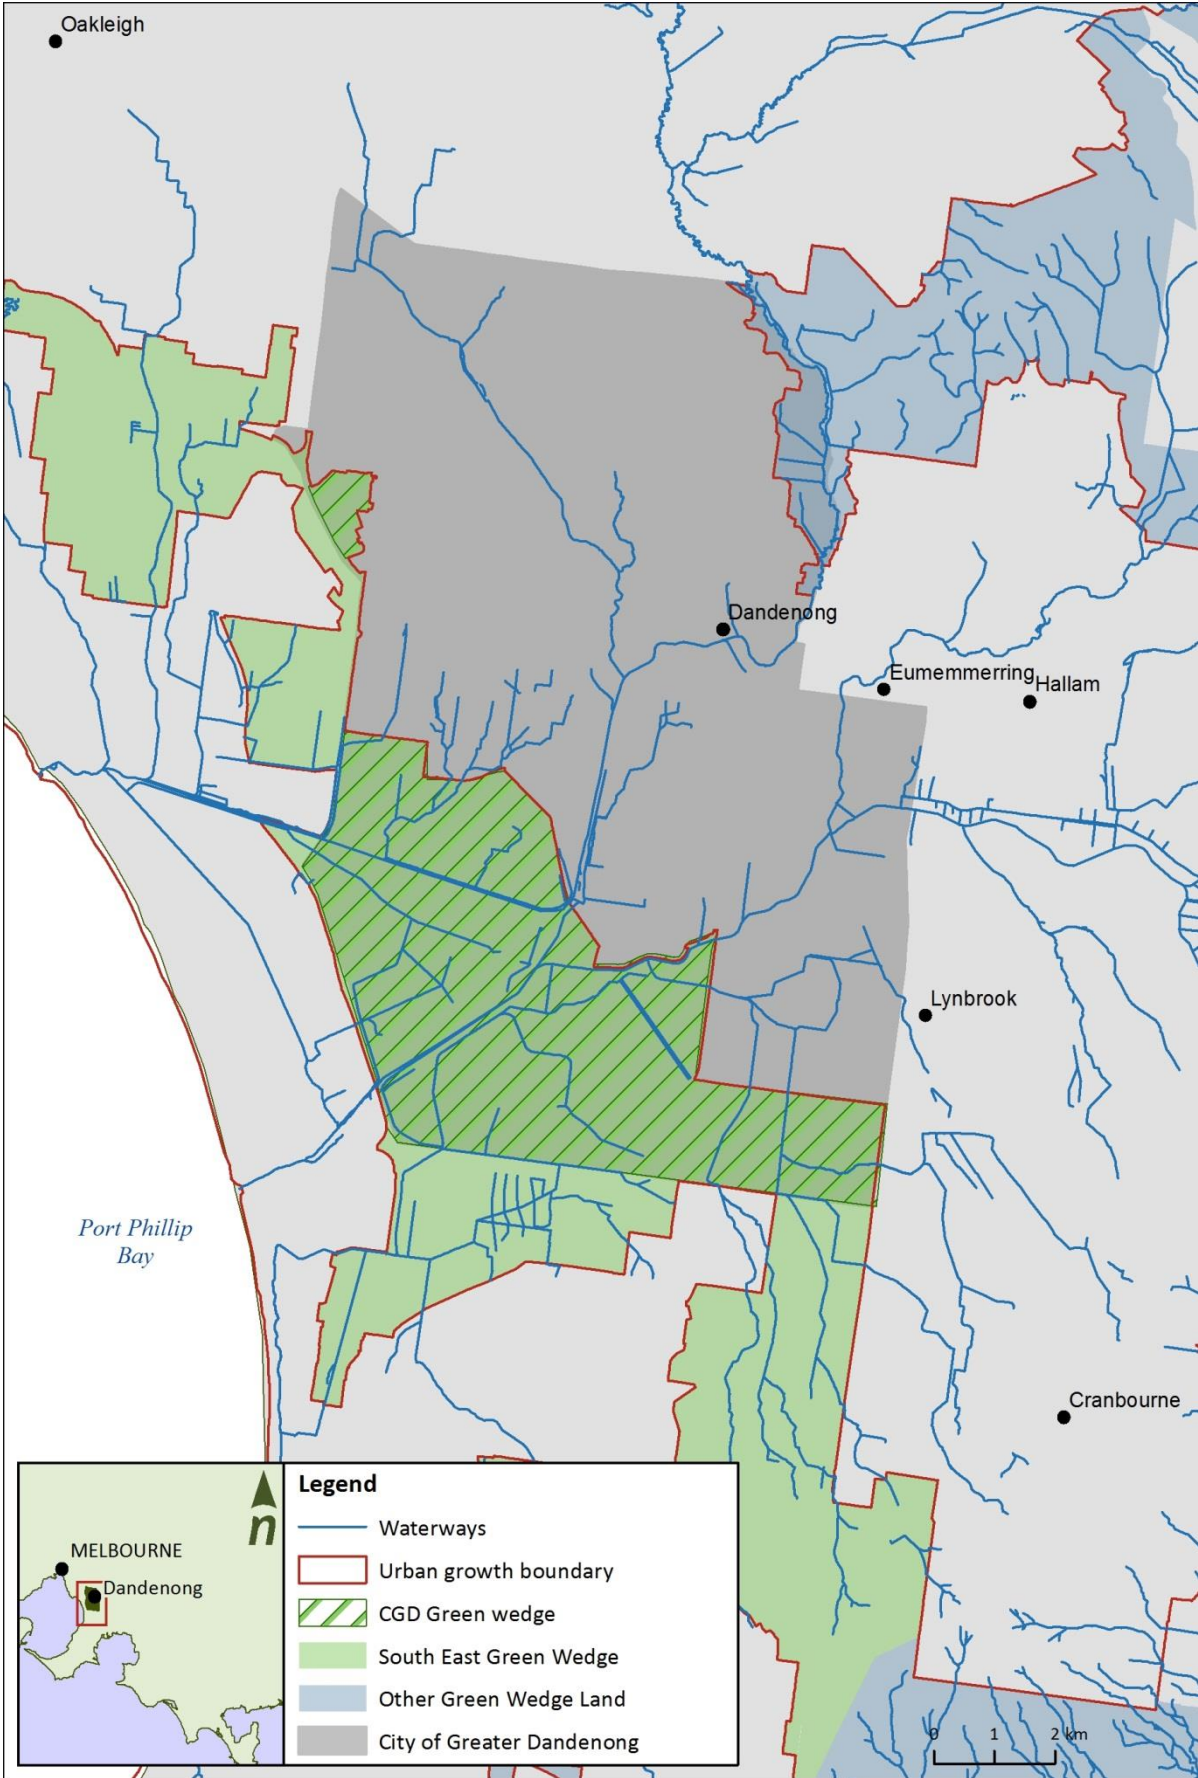 Oakleigh
Dandenong
Eumemmerring
Hallam
Lynbrook
Port Phillip
Bay
Cranbourne
MELBOURNE
Dandenong
n
Legend
Waterways
Urban growth boundary
CGD Green wedge
South East Green Wedge
Other Green Wedge Land
City of Greater Dandenong
0 1 2 km